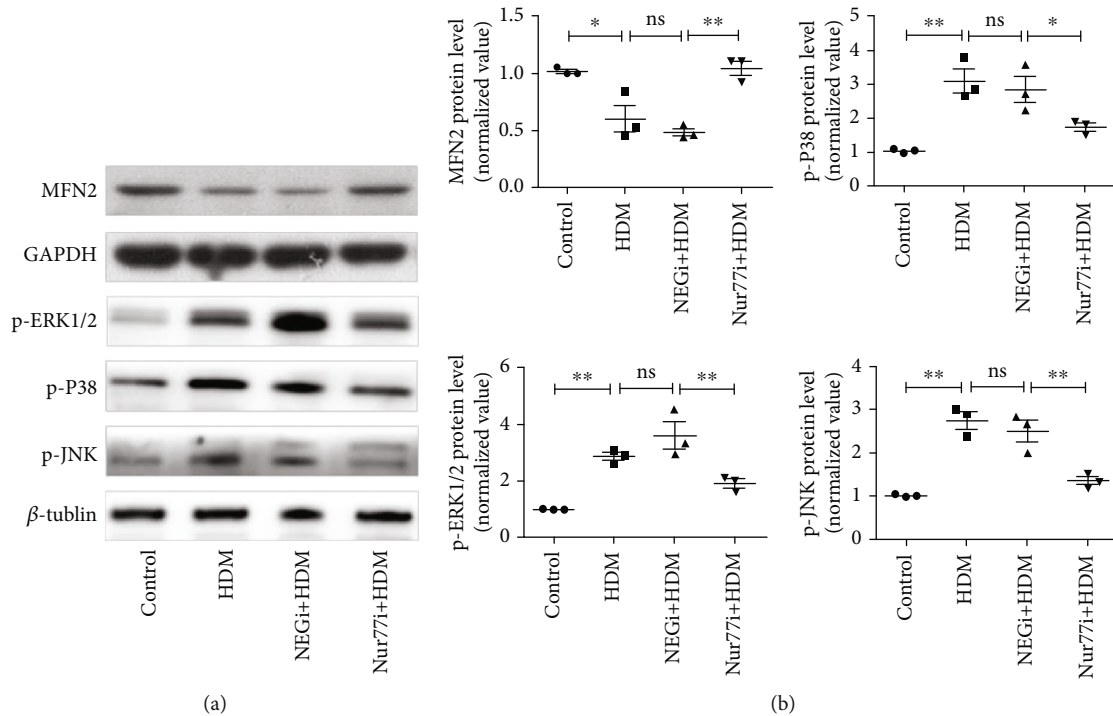 MFN2
GAPDH
p-ERK1/2
p-P38
p-JNK
β-tublin
Control
HDM
NEGi+HDM
Nur77i+HDM
(a)
MFN2 protein level
(normalized value)
1.5
1.0
0.5
0.0
* ns **
Control
HDM
NEGi+HDM
Nur77i+HDM
p-P38 protein level
(normalized value)
5
4
3
2
1
0
** ns *
Control
HDM
NEGi+HDM
Nur77i+HDM
p-ERK1/2 protein level
(normalized value)
6
4
2
0
** ns **
Control
HDM
NEGi+HDM
Nur77i+HDM
p-JNK protein level
(normalized value)
4
3
2
1
0
** ns **
Control
HDM
NEGi+HDM
Nur77i+HDM
(b)